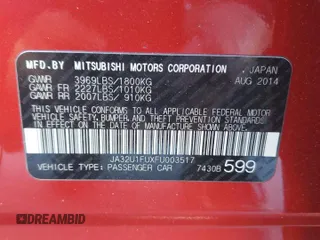 MFD. BY MITSUBISHI MOTORS CORPORATION , JAPAN
GVWR 3969LBS/1800KG AUG 2014
GAWR FR 2227LBS/1010KG
GAWR RR 2007LBS/ 910KG
THIS VEHICLE CONFORMS TO ALL APPLICABLE FEDERAL MOTOR VEHICLE SAFETY, BUMPER, AND THEFT PREVENTION STANDARDS IN EFFECT ON THE DATE OF MANUFACTURE SHOWN ABOVE.
JA32U1FUXFU003517
VEHICLE TYPE: PASSENGER CAR 7430B 599
© DREAMBID
DREAMBID.COM